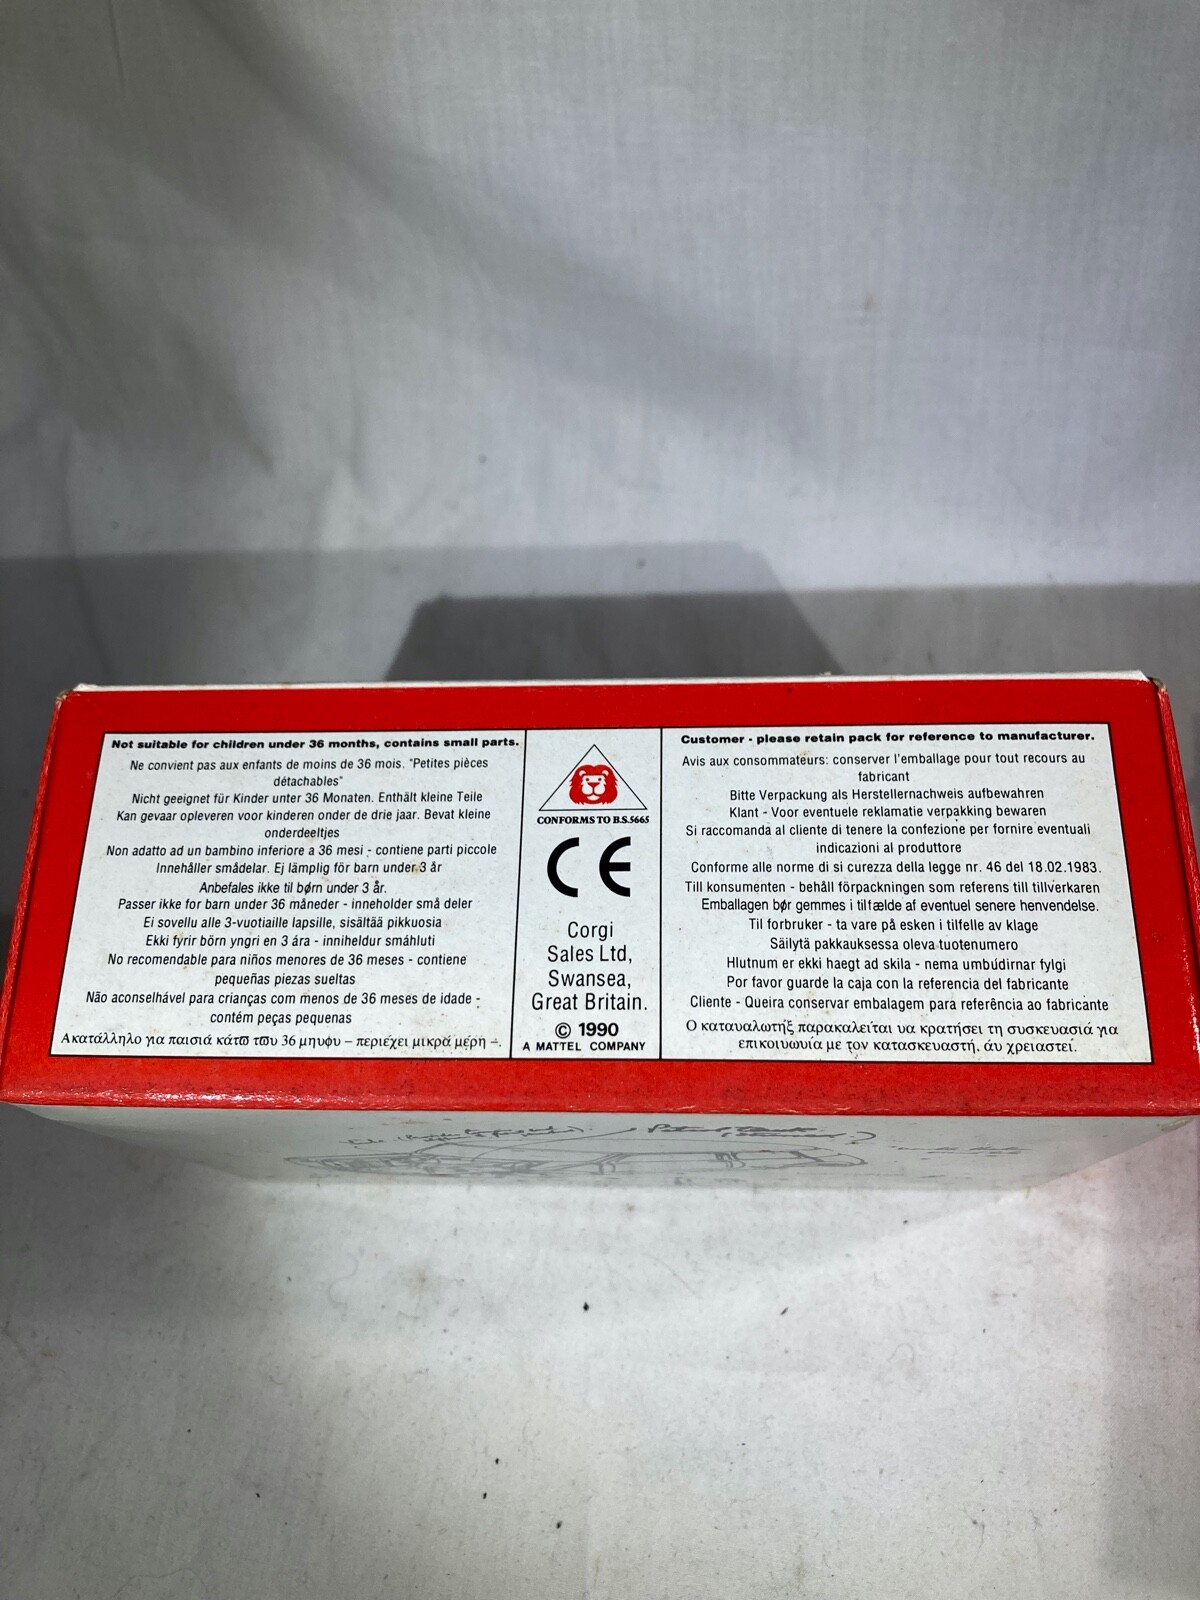 Not suitable for children under 36 months, contains small parts.
Ne convient pas aux enfants de moins de 36 mois. "Petites pièces
détachables"
Nicht geeignet für Kinder unter 36 Monaten. Enthält kleine Teile
Kan gevaar opleveren voor kinderen onder de drie jaar. Bevat kleine
onderdeeltjes
Non adatto ad un bambino inferiore a 36 mesi - contiene parti piccole
Innehåller smådelar. Ej lämplig för barn under 3 år
Anbefales ikke til børn under 3 år.
Passer ikke for barn under 36 måneder - inneholder små deler
Ei sovellu alle 3-vuotiaille lapsille, sisältää pikkuosia
Ekki fyrir börn yngri en 3 ára - inniheldur smáhluti
No recomendable para niños menores de 36 meses - contiene
pequeñas piezas sueltas
Não aconselhável para crianças com menos de 36 meses de idade -
contém peças pequenas
Ακατάλληλο για παισιά κάτω τωυ 36 μηυφυ – περιέχει μικρά μέρη –.
CONFORMS TO B.S.5665
CE
Corgi
Sales Ltd,
Swansea,
Great Britain.
© 1990
A MATTEL COMPANY
Customer - please retain pack for reference to manufacturer.
Avis aux consommateurs: conserver l'emballage pour tout recours au
fabricant
Bitte Verpackung als Herstellernachweis aufbewahren
Klant - Voor eventuele reklamatie verpakking bewaren
Si raccomanda al cliente di tenere la confezione per fornire eventuali
indicazioni al produttore
Conforme alle norme di si curezza della legge nr. 46 del 18.02.1983.
Till konsumenten - behåll förpackningen som referens till tillverkaren
Emballagen bør gemmes i tilfælde af eventuel senere henvendelse.
Til forbruker - ta vare på esken i tilfelle av klage
Säilytä pakkauksessa oleva tuotenumero
Hlutnum er ekki haegt ad skila - nema umbúdirnar fylgi
Por favor guarde la caja con la referencia del fabricante
Cliente - Queira conservar embalagem para referência ao fabricante
Ο καταυαλωτήξ παρακαλείται υα κρατήσει τη συσκευασιά για
επικοιυωυία με τον κατασκευαστή, άυ χρειαστεί.